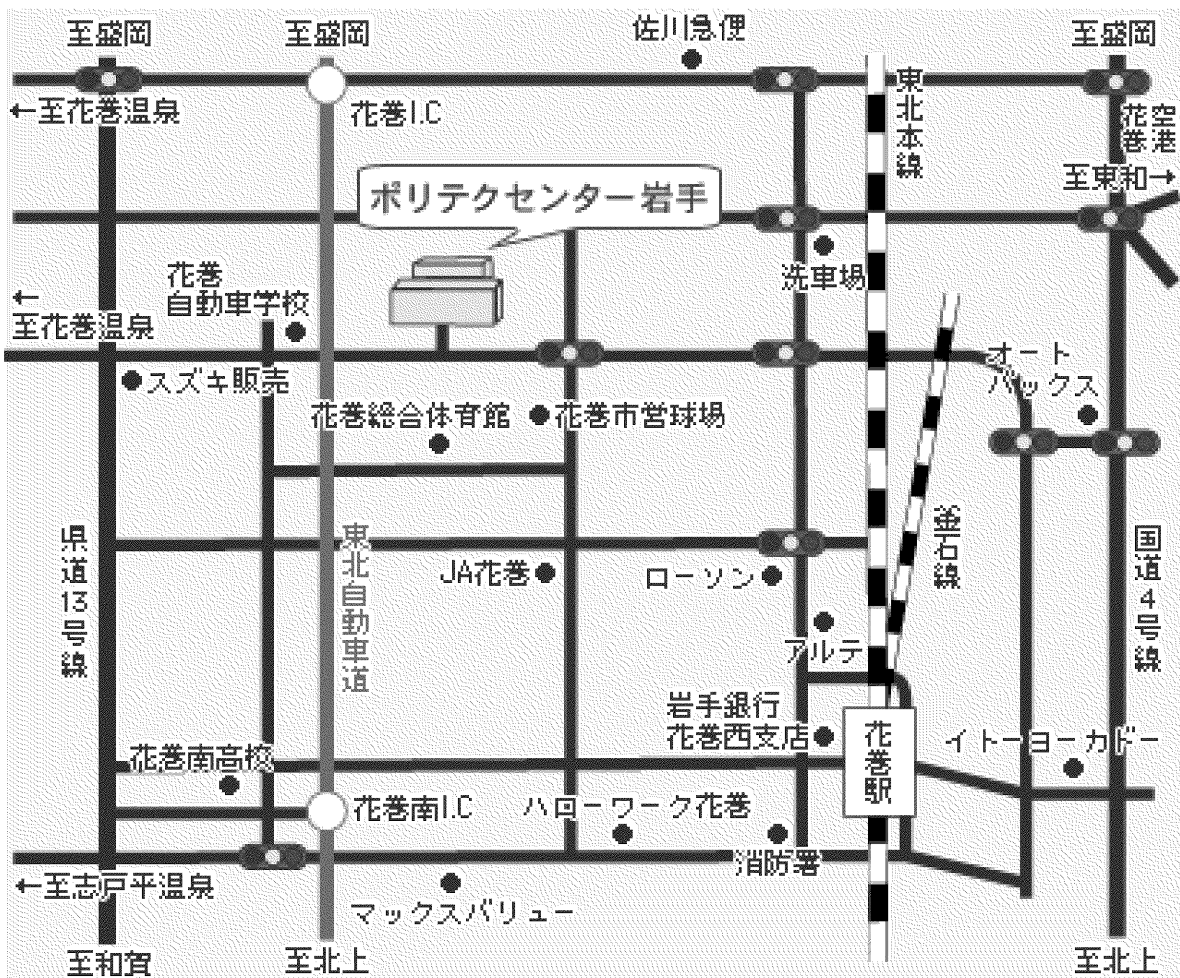 至盛岡
至盛岡
佐川急便
至盛岡
←至花巻温泉
花巻I.C
東北本線
花巻
空港
至東和→
ポリテクセンター岩手
洗車場
花巻
自動車学校
←
至花巻温泉
オート
バックス
スズキ販売
花巻総合体育館
花巻市営球場
県道13号線
東北自動車道
釜石線
国道4号線
JA花巻
ローソン
アルテ
岩手銀行
花巻西支店
花巻駅
イトーヨーカドー
花巻南高校
花巻南I.C
ハローワーク花巻
消防署
←至志戸平温泉
マックスバリュー
至和賀
至北上
至北上